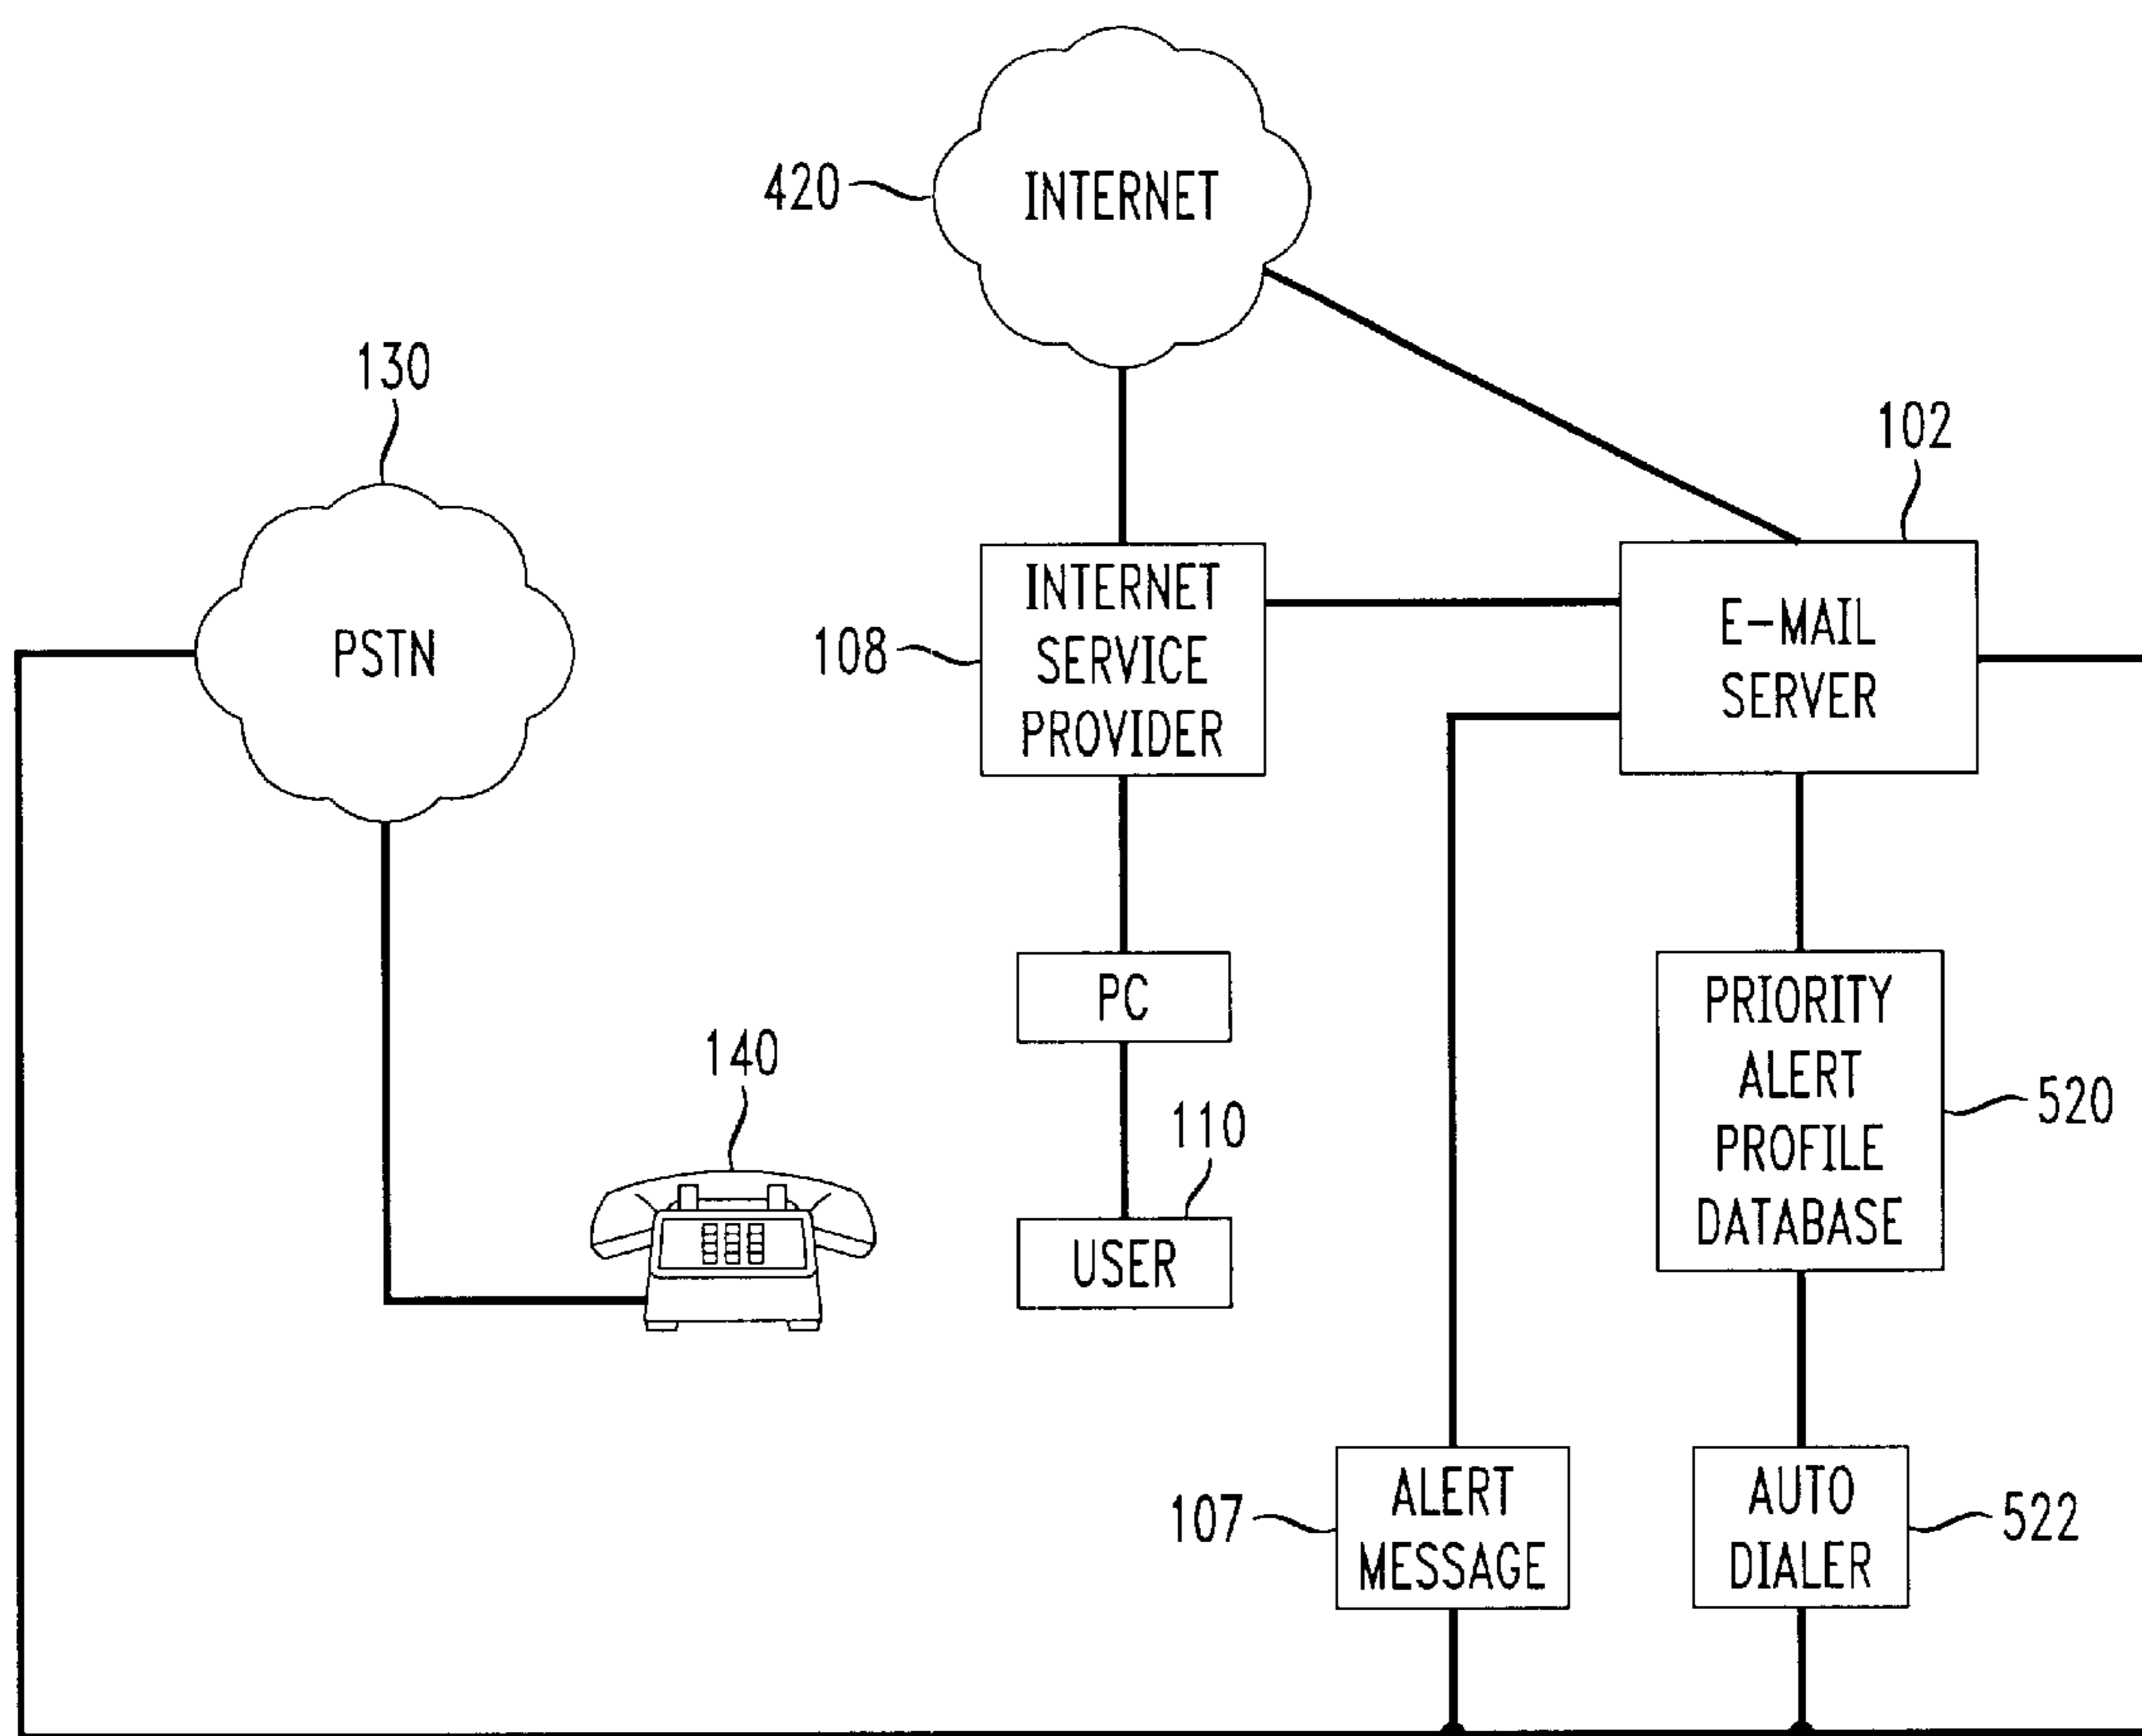 INTERNET
420
130
102
PSTN
INTERNET
SERVICE
PROVIDER
108
E-MAIL
SERVER
PC
140
110
USER
PRIORITY
ALERT
PROFILE
DATABASE
520
107
ALERT
MESSAGE
AUTO
DIALER
522